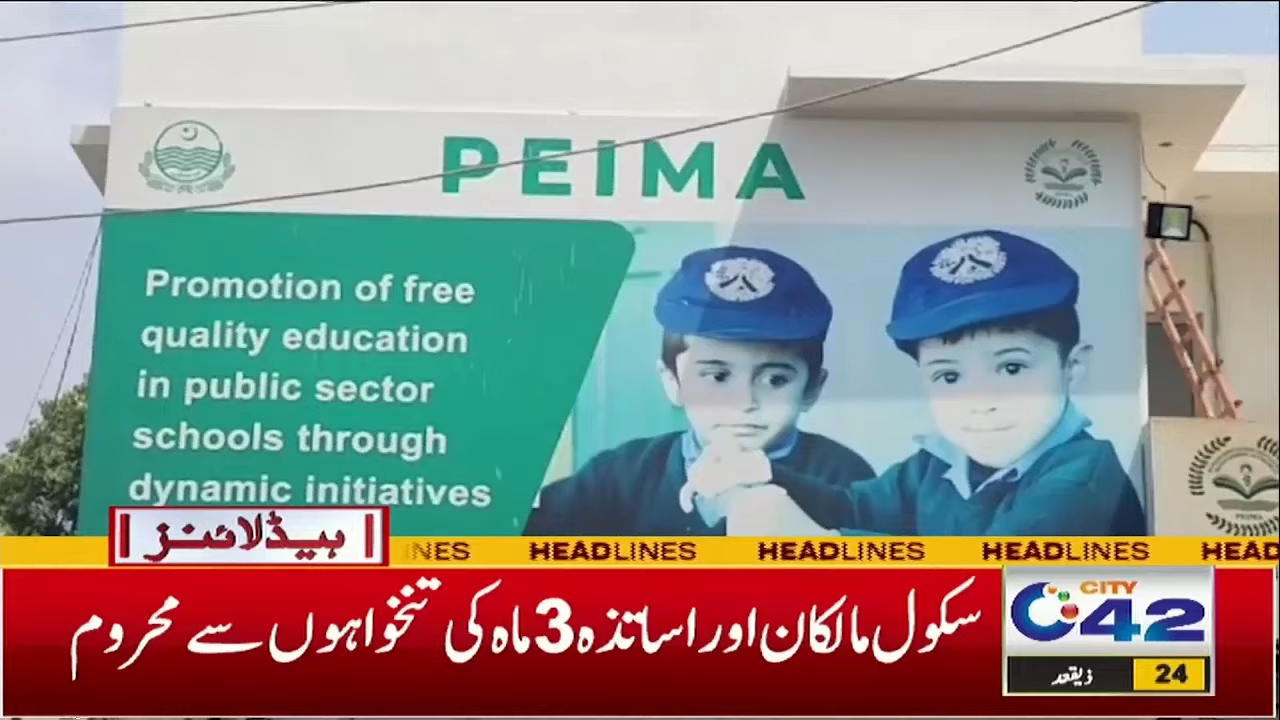 PEIMA
Promotion of free
quality education
in public sector
schools through
dynamic initiatives
ہیڈلائنز
INES HEADLINES HEADLINES HEADLINES HEAD
سکول مالکان اور اساتذہ 3 ماہ کی تنخواہوں سے محروم
CITY
42
ذیقعد 24